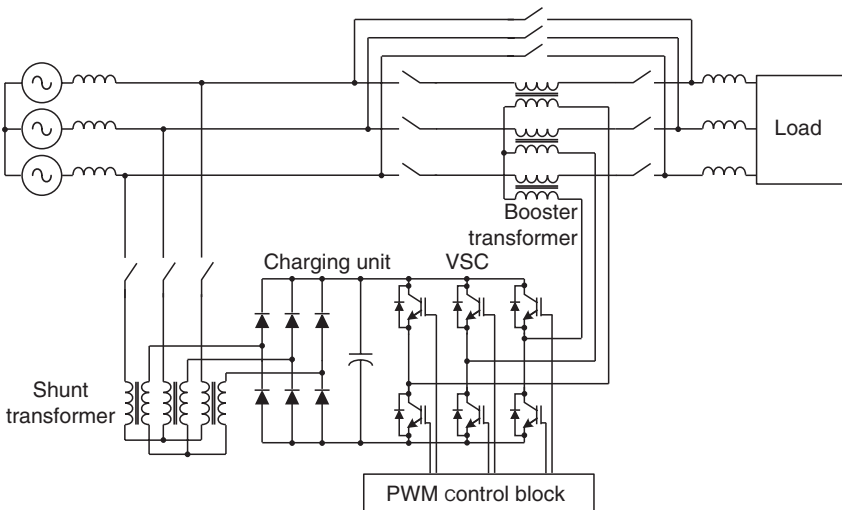 Load
Booster
transformer
Charging unit
VSC
Shunt
transformer
PWM control block